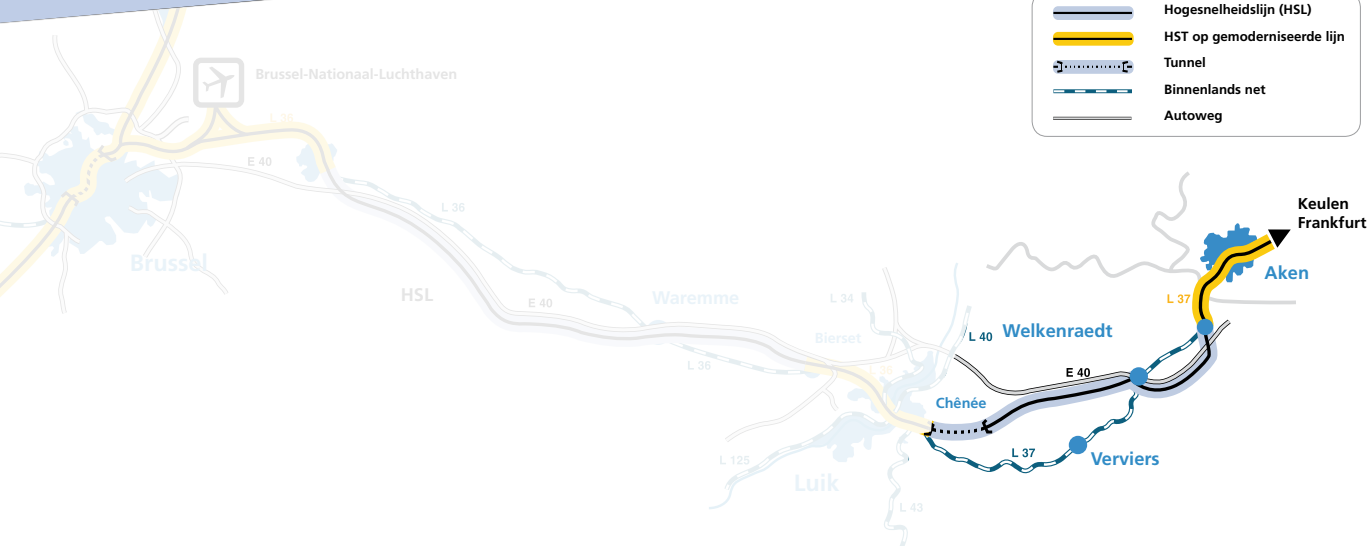 Hogesnelheidslijn (HSL)
HST op gemoderniseerde lijn
Tunnel
Binnenlands net
Autoweg
Brussel-Nationaal-Luchthaven
L 36
E 40
L 36
Brussel
HSL
E 40
Waremme
L 34
Bierset
L 36
L 36
L 40
Welkenraedt
E 40
Chênée
L 37
Verviers
L 125
Luik
L 43
L 37
Aken
Keulen
Frankfurt